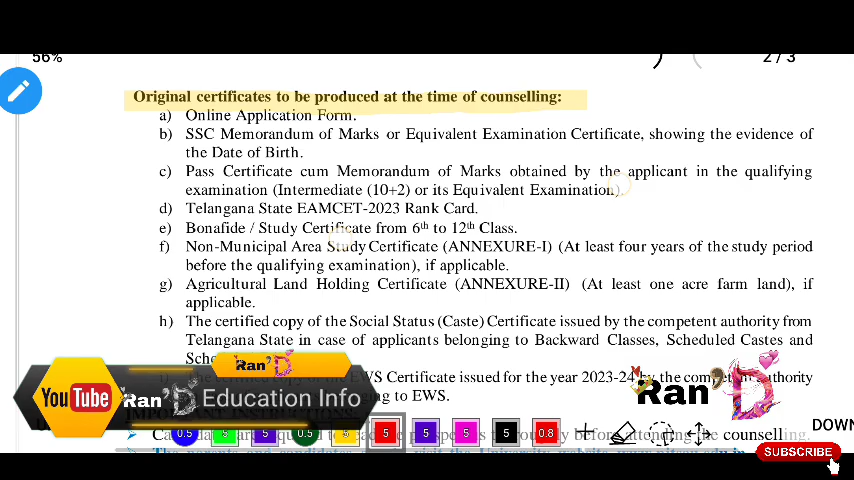 56%
2 / 3
Original certificates to be produced at the time of counselling:
a) Online Application Form.
b) SSC Memorandum of Marks or Equivalent Examination Certificate, showing the evidence of
the Date of Birth.
c) Pass Certificate cum Memorandum of Marks obtained by the applicant in the qualifying
examination (Intermediate (10+2) or its Equivalent Examination).
d) Telangana State EAMCET-2023 Rank Card.
e) Bonafide / Study Certificate from 6th to 12th Class.
f) Non-Municipal Area Study Certificate (ANNEXURE-I) (At least four years of the study period
before the qualifying examination), if applicable.
g) Agricultural Land Holding Certificate (ANNEXURE-II) (At least one acre farm land), if
applicable.
h) The certified copy of the Social Status (Caste) Certificate issued by the competent authority from
Telangana State in case of applicants belonging to Backward Classes, Scheduled Castes and
Ran'D
EWS Certificate issued for the year 2023-24 by the authority
to EWS.
YouTube
Ran'D Education Info
Ran'D
0.5 5 5 0.5 5 5 5 5 5 0.8
DOWN
before attending the counselling.
SUBSCRIBE